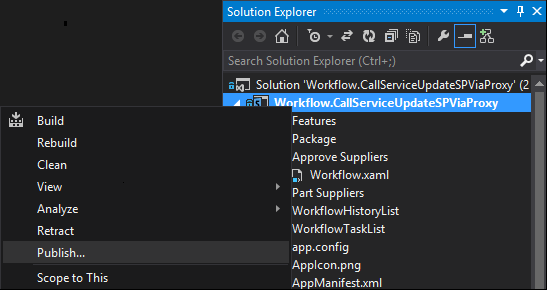 Solution Explorer
Search Solution Explorer (Ctrl+;)
Solution 'Workflow.CallServiceUpdateSPViaProxy' (2
Workflow.CallServiceUpdateSPViaProxy
Features
Package
Approve Suppliers
Workflow.xaml
Part Suppliers
WorkflowHistoryList
WorkflowTaskList
app.config
AppIcon.png
AppManifest.xml
Build
Rebuild
Clean
View
Analyze
Retract
Publish...
Scope to This